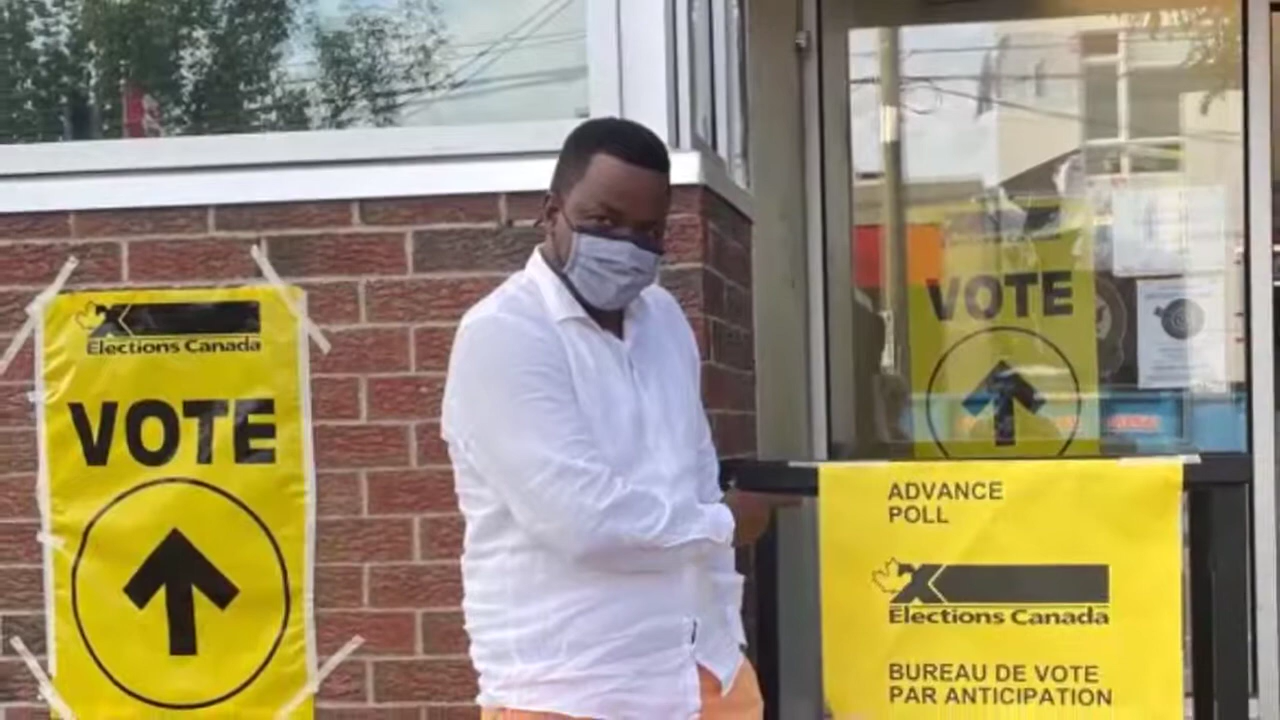 Elections Canada
VOTE
VOTE
ADVANCE
POLL
Elections Canada
BUREAU DE VOTE
PAR ANTICIPATION